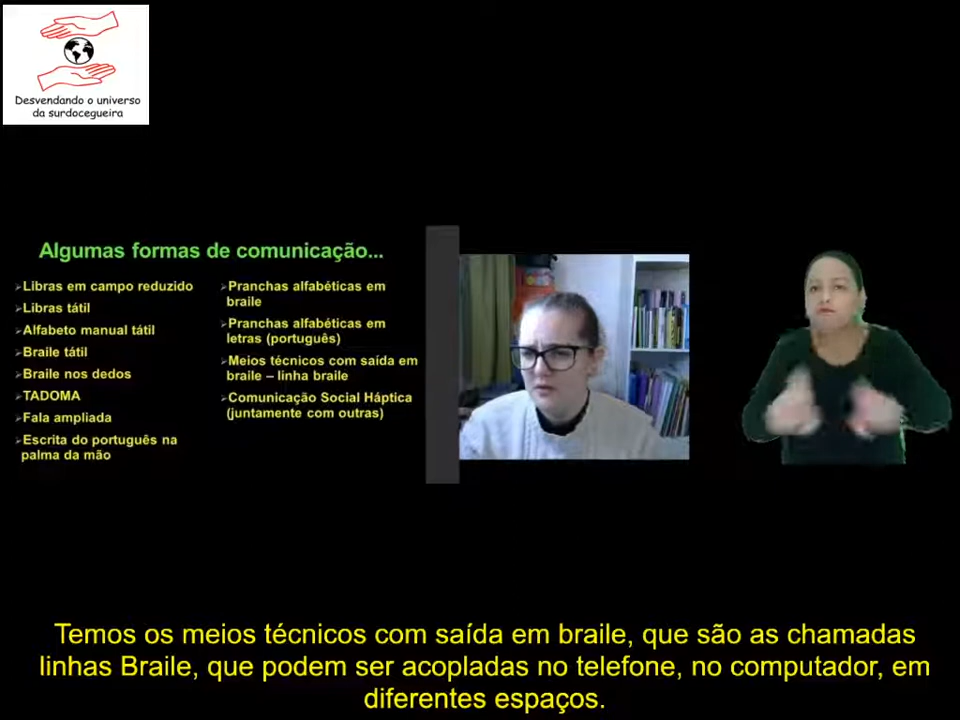 Desvendando o universo
da surdocegueira
Algumas formas de comunicação...
Libras em campo reduzido
Libras tátil
Alfabeto manual tátil
Braile tátil
Braile nos dedos
TADOMA
Fala ampliada
Escrita do português na
palma da mão
Pranchas alfabéticas em
braile
Pranchas alfabéticas em
letras (português)
Meios técnicos com saída em
braile – linha braile
Comunicação Social Háptica
(juntamente com outras)
Temos os meios técnicos com saída em braile, que são as chamadas
linhas Braile, que podem ser acopladas no telefone, no computador, em
diferentes espaços.